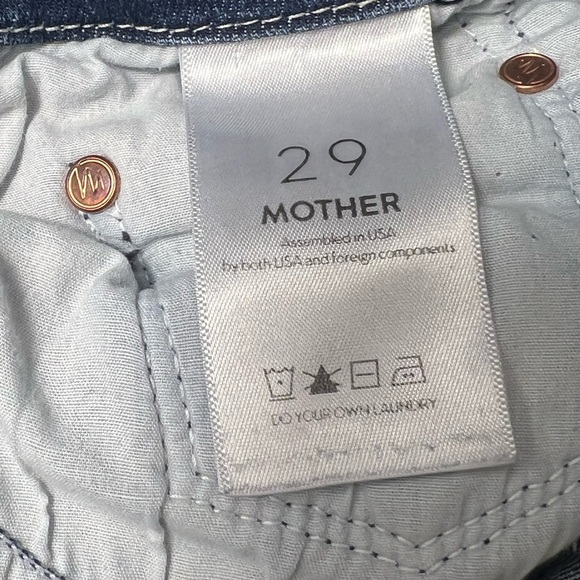 29
MOTHER
Assembled in USA
by both USA and foreign components
DO YOUR OWN LAUNDRY